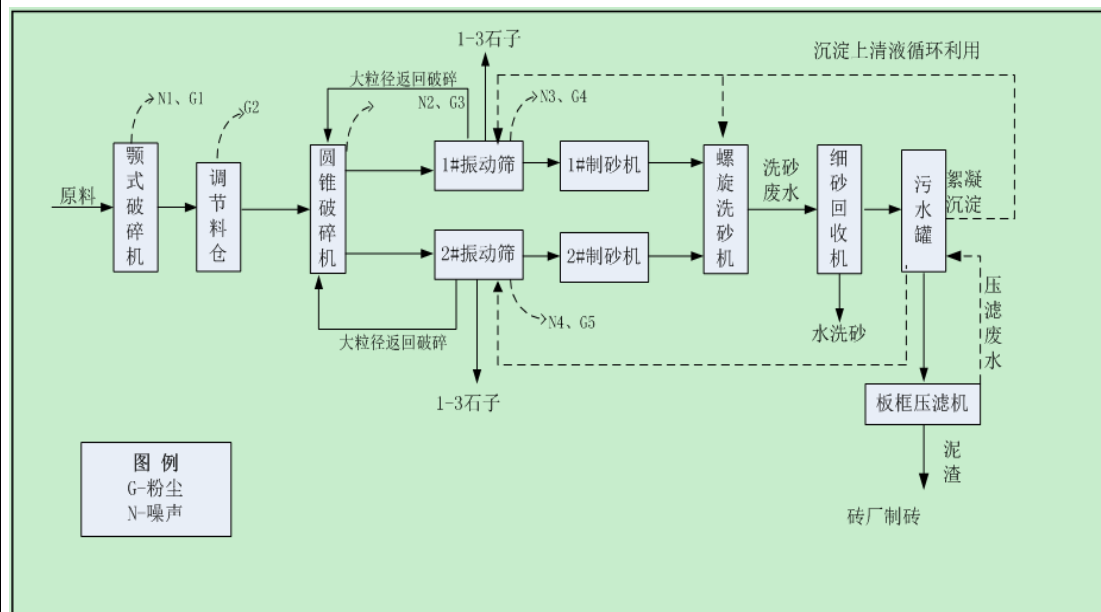 1-3石子
沉淀上清液循环利用
大粒径返回破碎
N1、G1
G2
N2、G3
N3、G4
原料
颚式破碎机
调节料仓
圆锥破碎机
1#振动筛
1#制砂机
螺旋洗砂机
洗砂
废水
细砂回收机
污水罐
絮凝
沉淀
2#振动筛
2#制砂机
N4、G5
大粒径返回破碎
水洗砂
压滤废水
1-3石子
板框压滤机
泥渣
砖厂制砖
图 例
G-粉尘
N-噪声